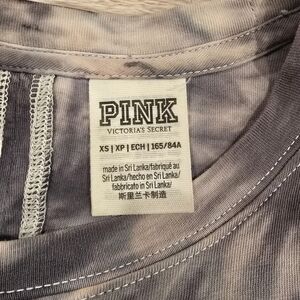 PINK
VICTORIA'S SECRET
XS | XP | ECH | 165/84A
made in Sri Lanka/fabriqué au
Sri Lanka/hecho en Sri Lanka/
fabbricato in Sri Lanka/
斯里兰卡制造